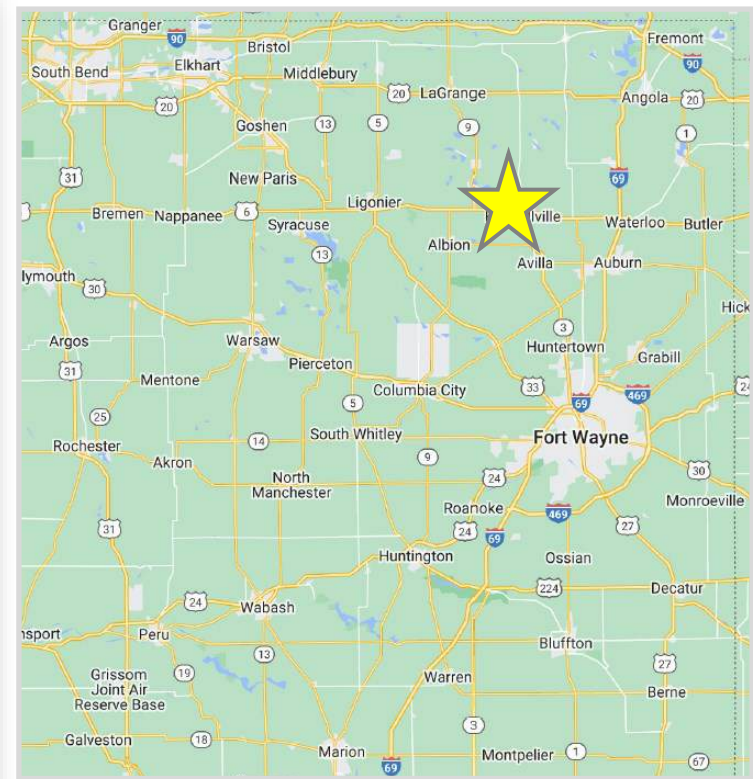 Granger
90
Bristol
Fremont
South Bend
Elkhart
Middlebury
90
20
LaGrange
Angola
20
20
Goshen
13
5
9
1
31
New Paris
69
Ligonier
Bremen
Nappanee
6
Syracuse
ville
Waterloo
Butler
Albion
13
Avilla
Auburn
lymouth
30
Hick
3
Argos
Warsaw
Huntertown
Grabill
31
Pierceton
Mentone
Columbia City
33
469
24
69
5
25
Fort Wayne
Rochester
14
South Whitley
Akron
9
24
30
North
Manchester
Monroeville
Roanoke
469
31
24
69
27
Huntington
Ossian
224
Decatur
24
Wabash
nsport
Peru
Bluffton
13
27
19
Grissom
Joint Air
Reserve Base
Warren
Berne
3
Galveston
18
Marion
Montpelier
1
69
67